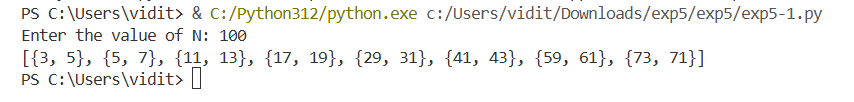 PS C:\Users\vidit> & C:/Python312/python.exe c:/Users/vidit/Downloads/exp5/exp5/exp5-1.py
Enter the value of N: 100
[{3, 5}, {5, 7}, {11, 13}, {17, 19}, {29, 31}, {41, 43}, {59, 61}, {73, 71}]
PS C:\Users\vidit>